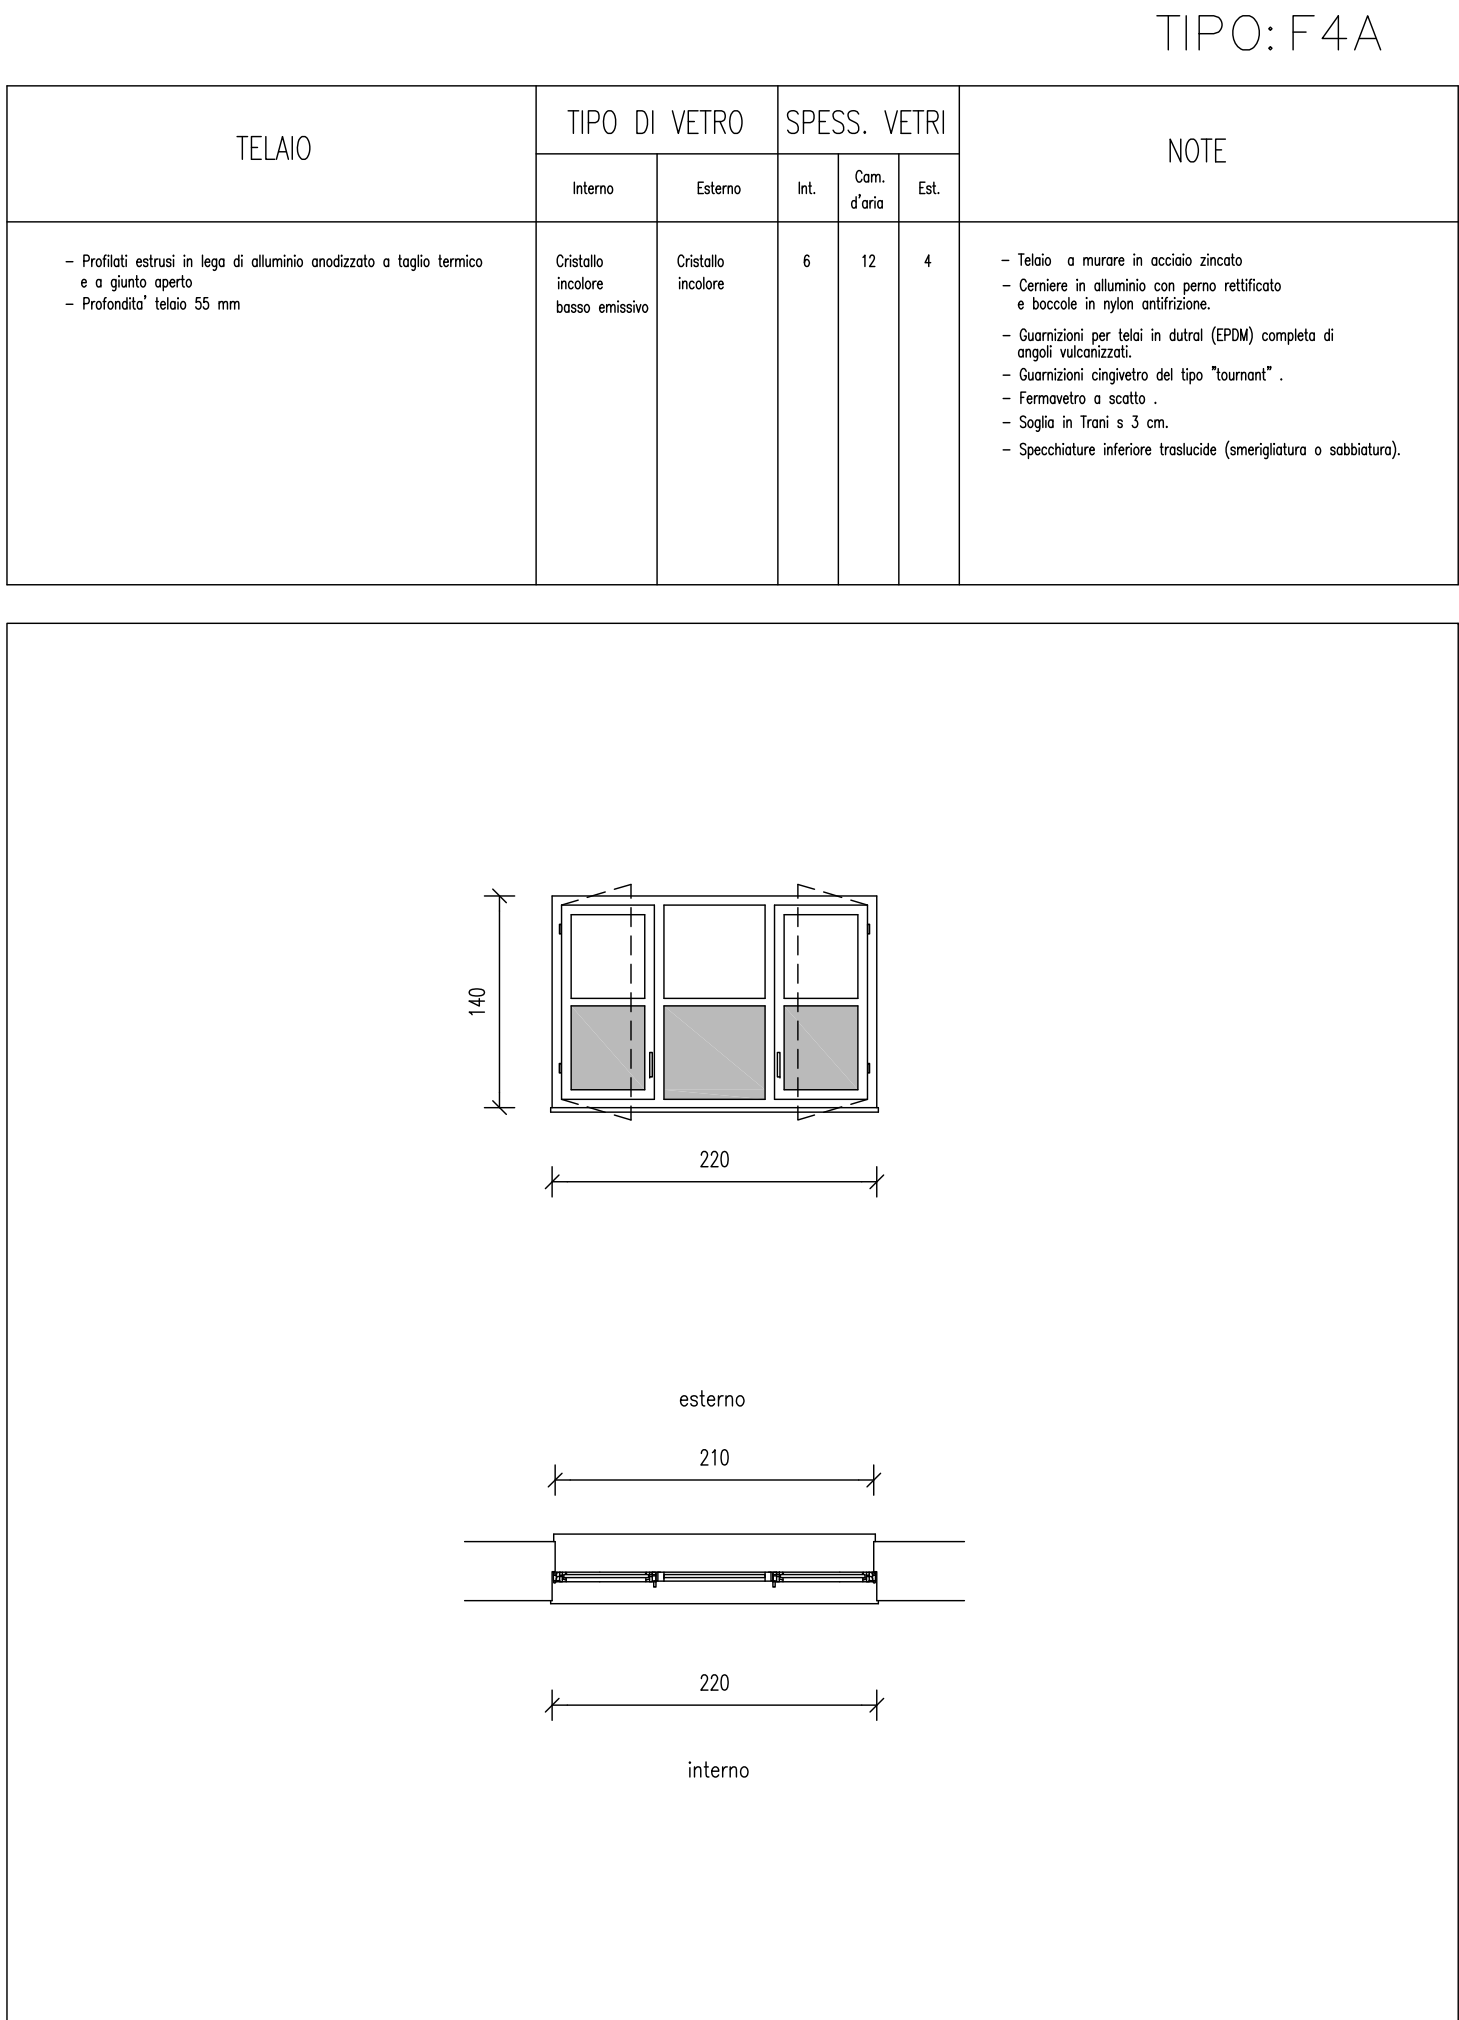 TIPO: F4A
TELAIO
TIPO DI VETRO
SPESS. VETRI
NOTE
Interno
Esterno
Int.
Cam.
d'aria
Est.
- Profilati estrusi in lega di alluminio anodizzato a taglio termico
e a giunto aperto
- Profondita' telaio 55 mm
Cristallo
incolore
basso emissivo
Cristallo
incolore
6
12
4
- Telaio a murare in acciaio zincato
- Cerniere in alluminio con perno rettificato
e boccole in nylon antifrizione.
- Guarnizioni per telai in dutral (EPDM) completa di
angoli vulcanizzati.
- Guarnizioni cingivetro del tipo "tournant" .
- Fermavetro a scatto .
- Soglia in Trani s 3 cm.
- Specchiature inferiore traslucide (smerigliatura o sabbiatura).
140
220
esterno
210
220
interno